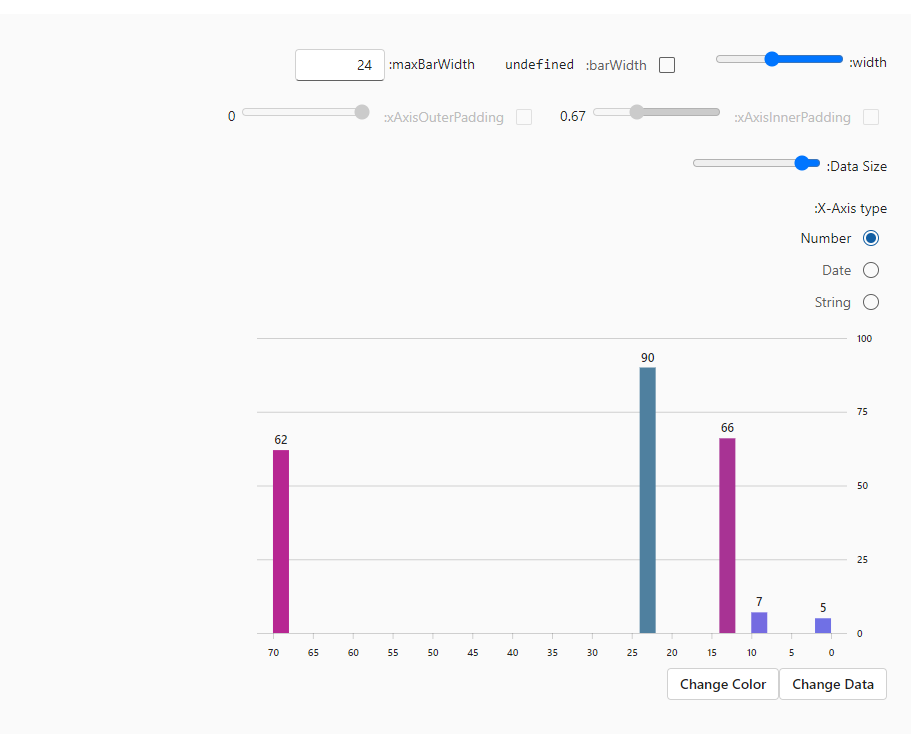 width:
barWidth: undefined
maxBarWidth: 24
xAxisInnerPadding: 0.67
xAxisOuterPadding: 0
Data Size:
X-Axis type:
Number
Date
String
100
90
75
66
62
50
25
7
5
0
70 65 60 55 50 45 40 35 30 25 20 15 10 5 0
Change Color Change Data